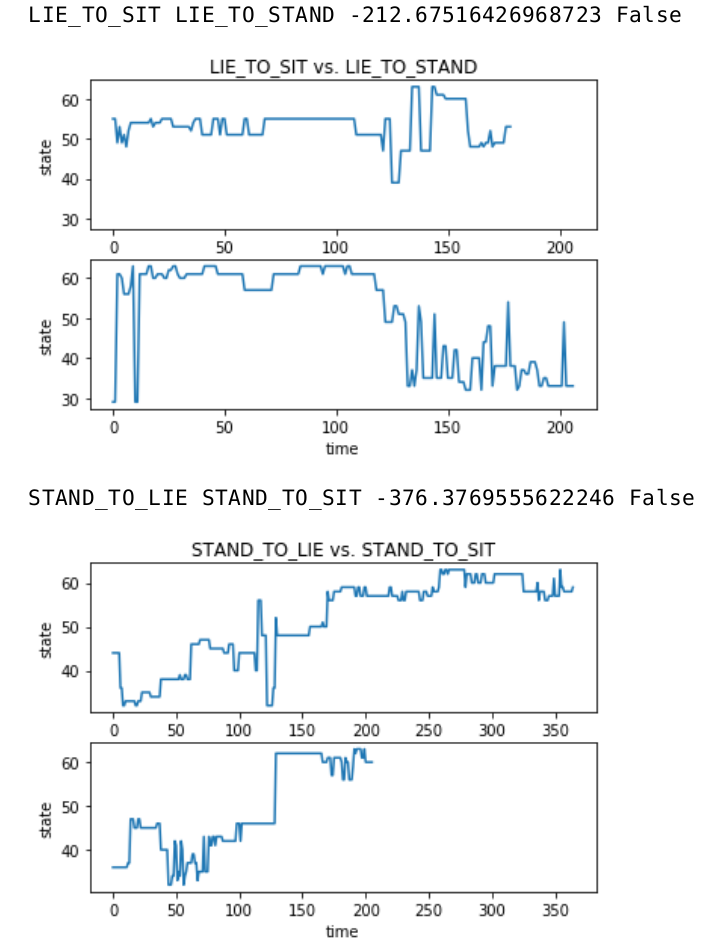 LIE_TO_SIT LIE_TO_STAND -212.67516426968723 False
LIE_TO_SIT vs. LIE_TO_STAND
60
50
40
30
state
0 50 100 150 200
60
50
40
30
state
0 50 100 150 200
time
STAND_TO_LIE STAND_TO_SIT -376.3769555622246 False
STAND_TO_LIE vs. STAND_TO_SIT
60
50
40
state
0 50 100 150 200 250 300 350
60
50
40
state
0 50 100 150 200 250 300 350
time